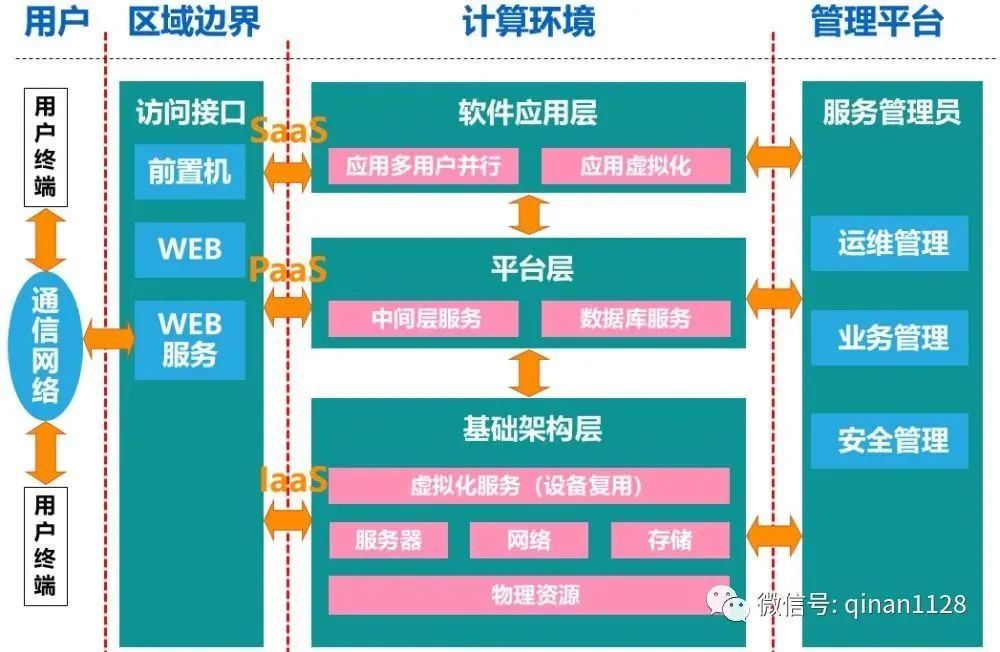 用户
区域边界
计算环境
管理平台
用户终端
通信网络
用户终端
访问接口
前置机
WEB
WEB
服务
SaaS
PaaS
IaaS
软件应用层
应用多用户并行
应用虚拟化
平台层
中间层服务
数据库服务
基础架构层
虚拟化服务（设备复用）
服务器
网络
存储
物理资源
服务管理员
运维管理
业务管理
安全管理
微信号: qinan1128